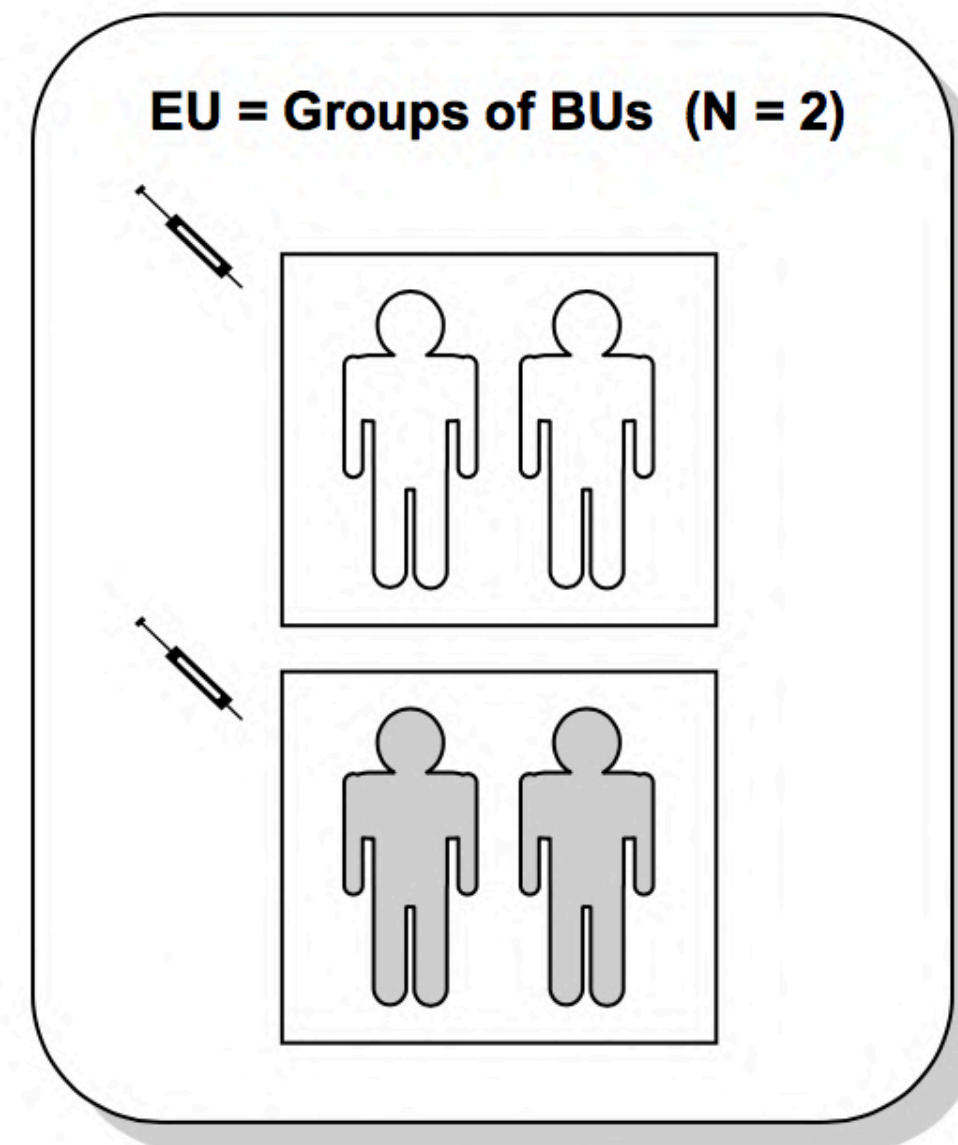 EU = Groups of BUs (N = 2)